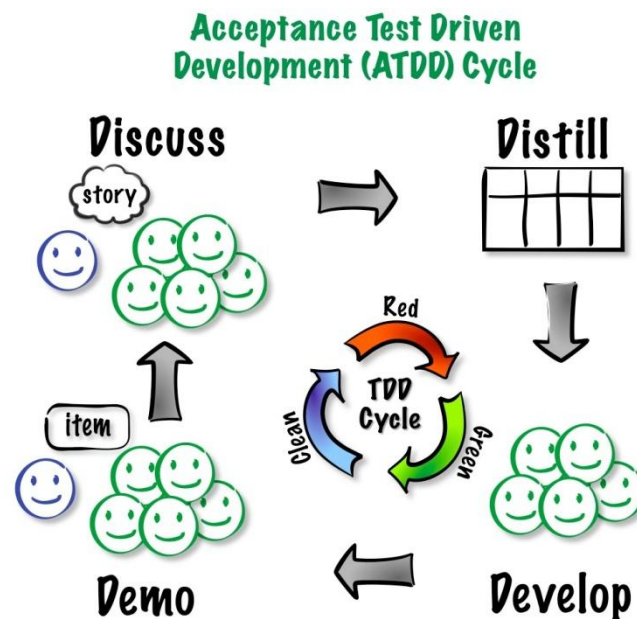 Acceptance Test Driven
Development (ATDD) Cycle
Discuss
Distill
story
Red
TDD
Cycle
Clean
Green
item
Demo
Develop